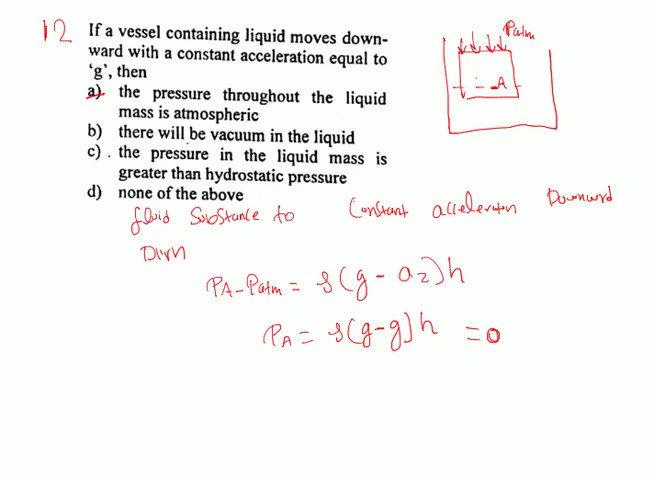 12 If a vessel containing liquid moves down-
ward with a constant acceleration equal to
'g', then
a) the pressure throughout the liquid
mass is atmospheric
b) there will be vacuum in the liquid
c) the pressure in the liquid mass is
greater than hydrostatic pressure
d) none of the above
Patm
A
fluid Substance to Constant acceleration Downward
Dirn
PA - Patm = ρ(g - az)h
PA = ρ(g-g)h = 0